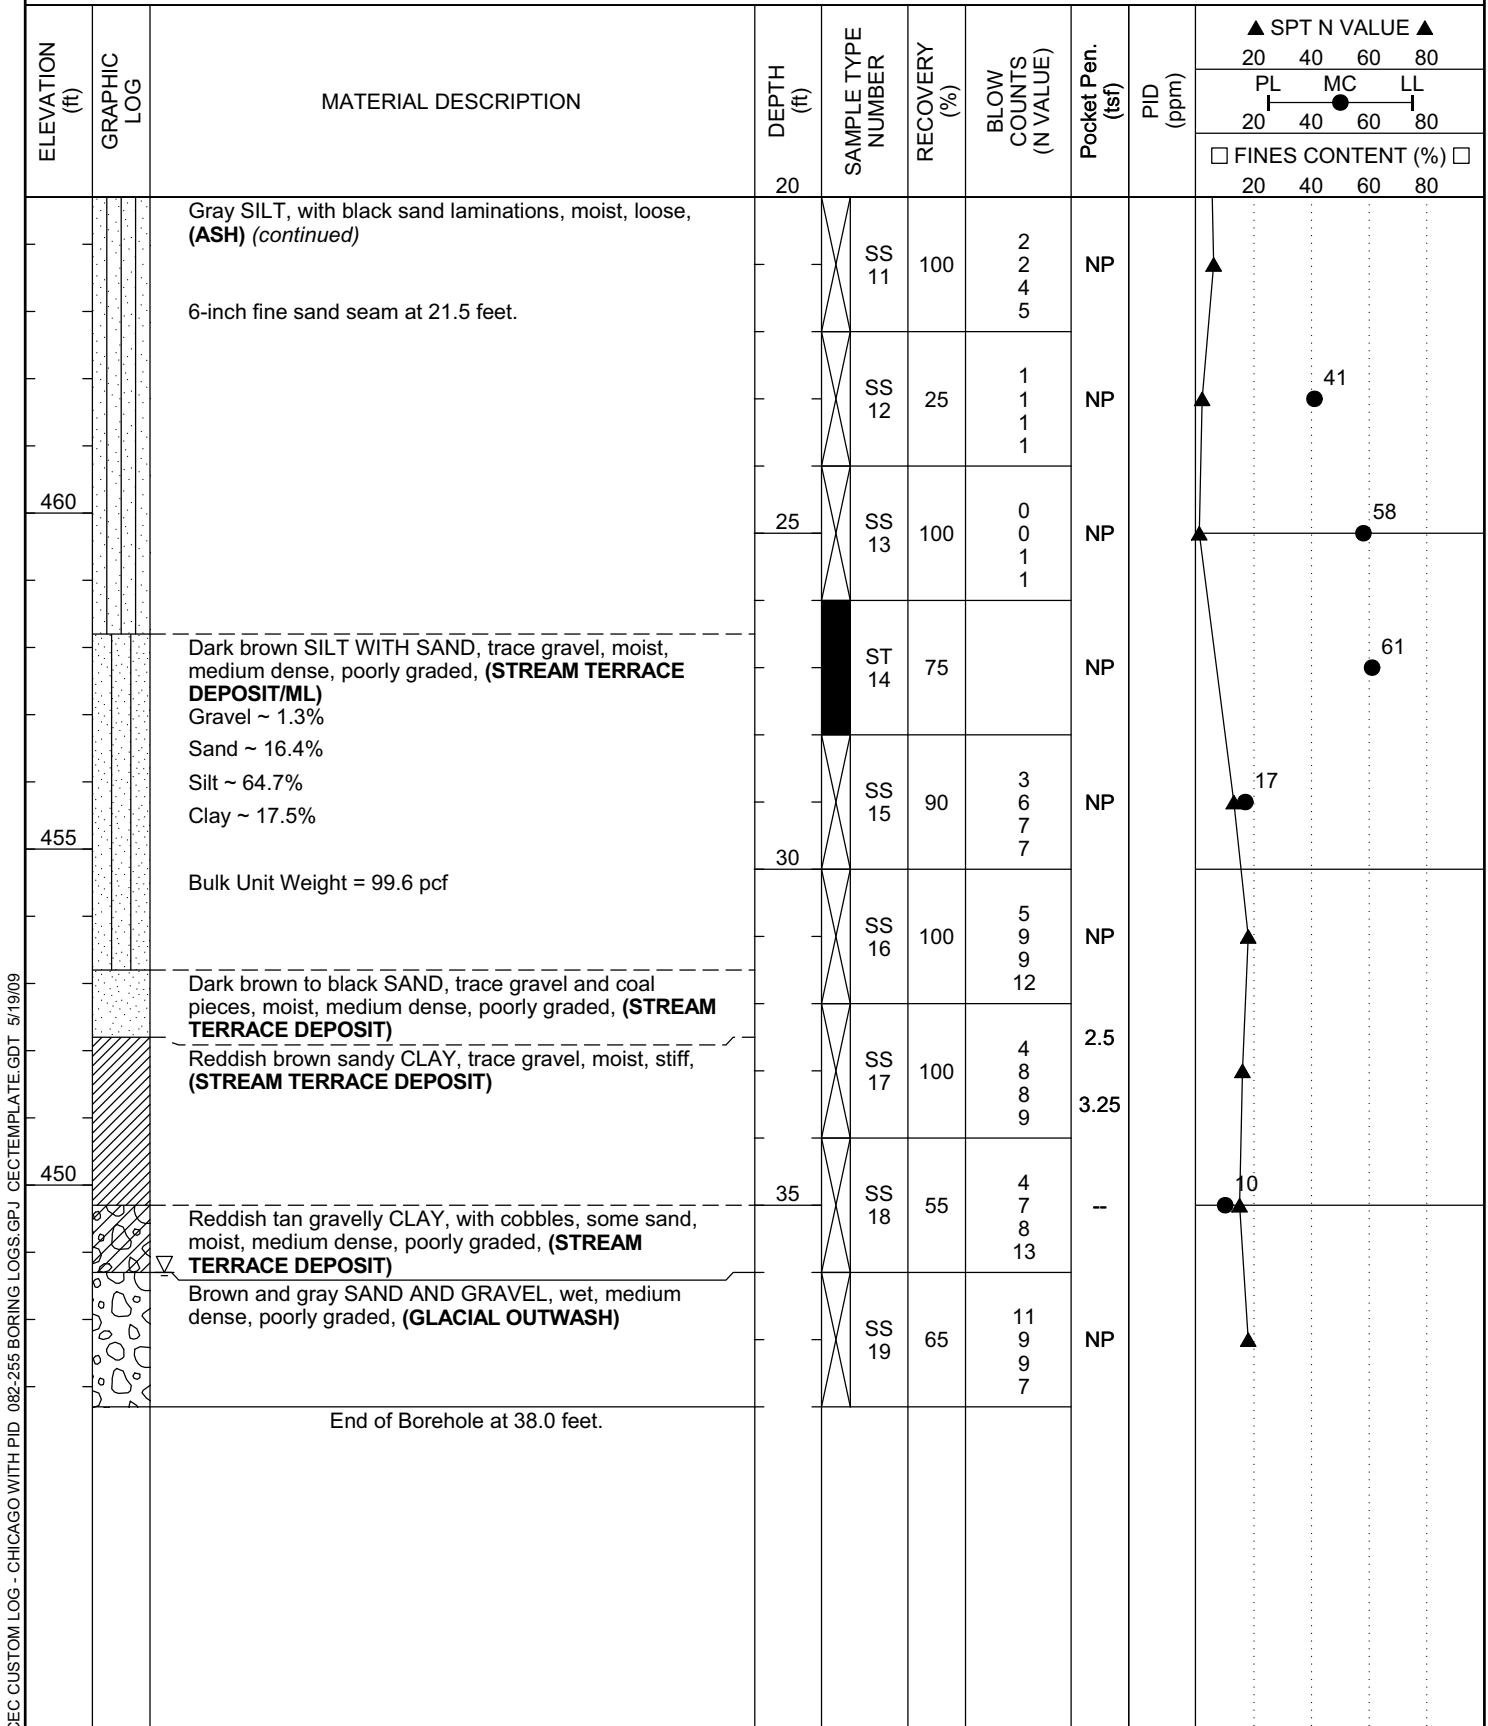 ELEVATION
(ft)
GRAPHIC
LOG
MATERIAL DESCRIPTION
DEPTH
(ft)
SAMPLE TYPE
NUMBER
RECOVERY
(%)
BLOW
COUNTS
(N VALUE)
Pocket Pen.
(tsf)
PID
(ppm)
▲ SPT N VALUE ▲
20 40 60 80
PL MC LL
20 40 60 80
□ FINES CONTENT (%) □
20 40 60 80
20
Gray SILT, with black sand laminations, moist, loose,
(ASH) (continued)
6-inch fine sand seam at 21.5 feet.
SS
11
100
2
2
4
5
NP
SS
12
25
1
1
1
1
NP
41
460
25
SS
13
100
0
0
1
1
NP
58
Dark brown SILT WITH SAND, trace gravel, moist,
medium dense, poorly graded, (STREAM TERRACE
DEPOSIT/ML)
Gravel ~ 1.3%
Sand ~ 16.4%
Silt ~ 64.7%
Clay ~ 17.5%
Bulk Unit Weight = 99.6 pcf
ST
14
75
NP
61
455
30
SS
15
90
3
6
7
7
NP
17
SS
16
100
5
9
9
12
NP
Dark brown to black SAND, trace gravel and coal
pieces, moist, medium dense, poorly graded, (STREAM
TERRACE DEPOSIT)
Reddish brown sandy CLAY, trace gravel, moist, stiff,
(STREAM TERRACE DEPOSIT)
SS
17
100
4
8
8
9
2.5
3.25
450
35
SS
18
55
4
7
8
13
--
10
Reddish tan gravelly CLAY, with cobbles, some sand,
moist, medium dense, poorly graded, (STREAM
TERRACE DEPOSIT)
Brown and gray SAND AND GRAVEL, wet, medium
dense, poorly graded, (GLACIAL OUTWASH)
SS
19
65
11
9
9
7
NP
End of Borehole at 38.0 feet.
CEC CUSTOM LOG - CHICAGO WITH PID 082-255 BORING LOGS.GPJ CECTEMPLATE.GDT 5/19/09